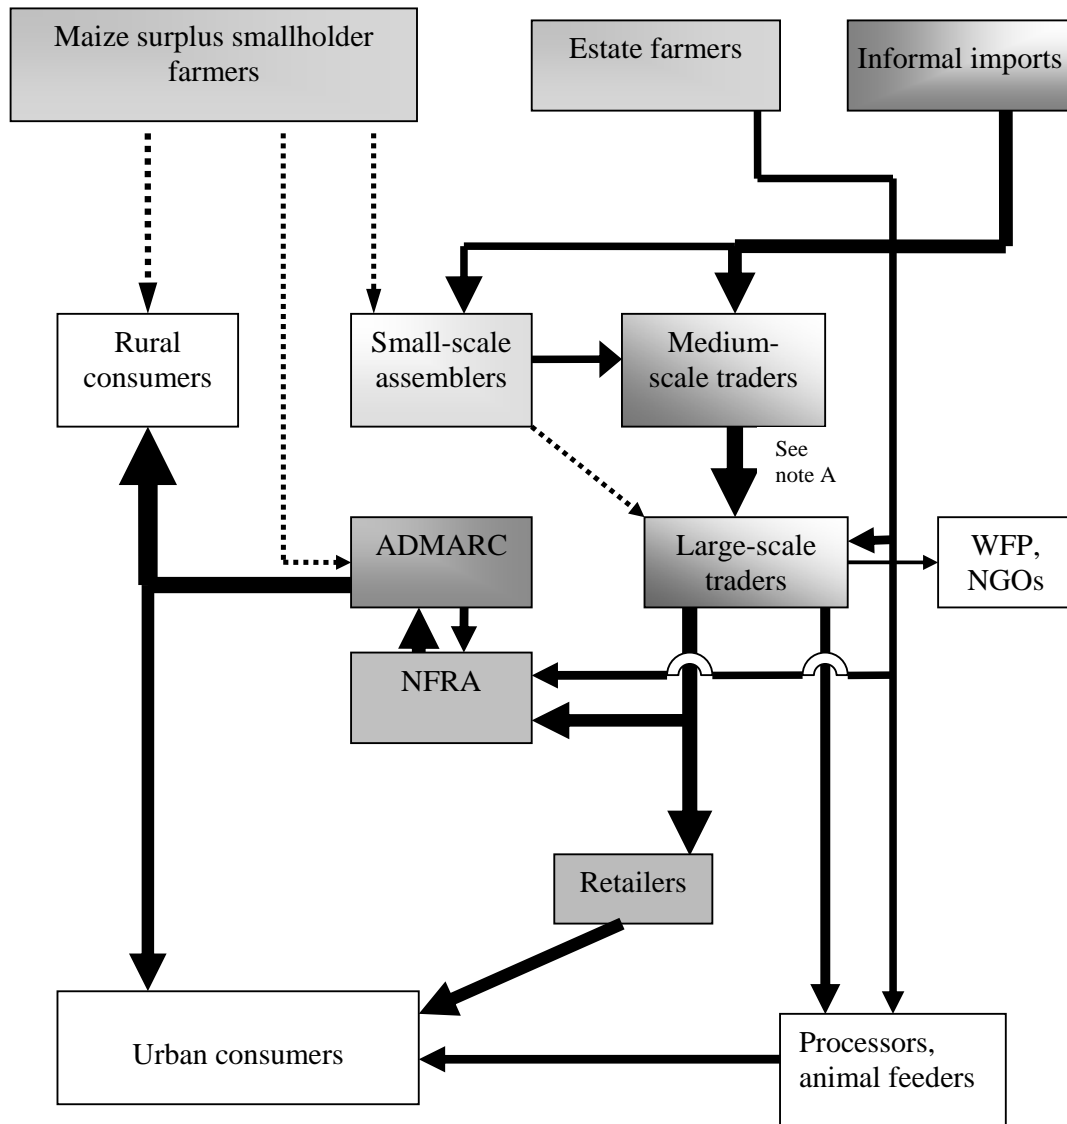 Maize surplus smallholder
farmers
Estate farmers
Informal imports
Rural
consumers
Small-scale
assemblers
Medium-
scale traders
See
note A
ADMARC
Large-scale
traders
WFP,
NGOs
NFRA
Retailers
Urban consumers
Processors,
animal feeders